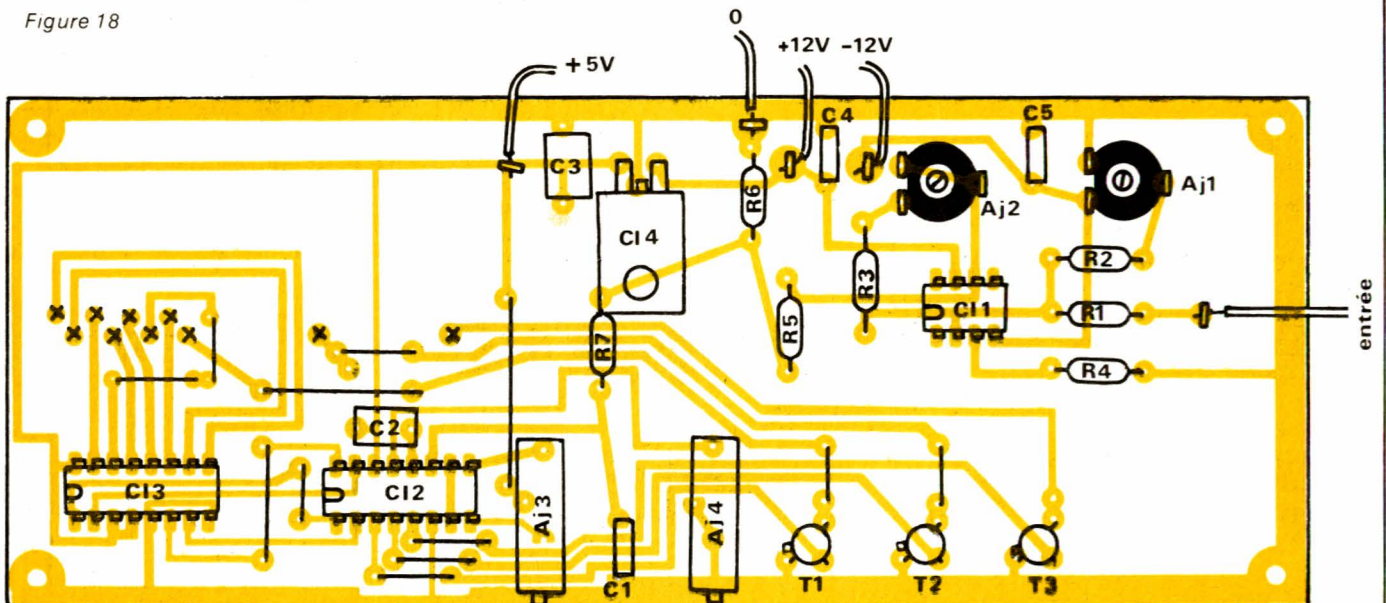 Figure 18
0
+5V
+12V -12V
C3
C4
C5
R6
Aj2
Aj1
CI4
R3
R2
CI1
R1
R5
R7
R4
entrée
C2
CI3
CI2
Aj3
Aj4
C1
T1
T2
T3